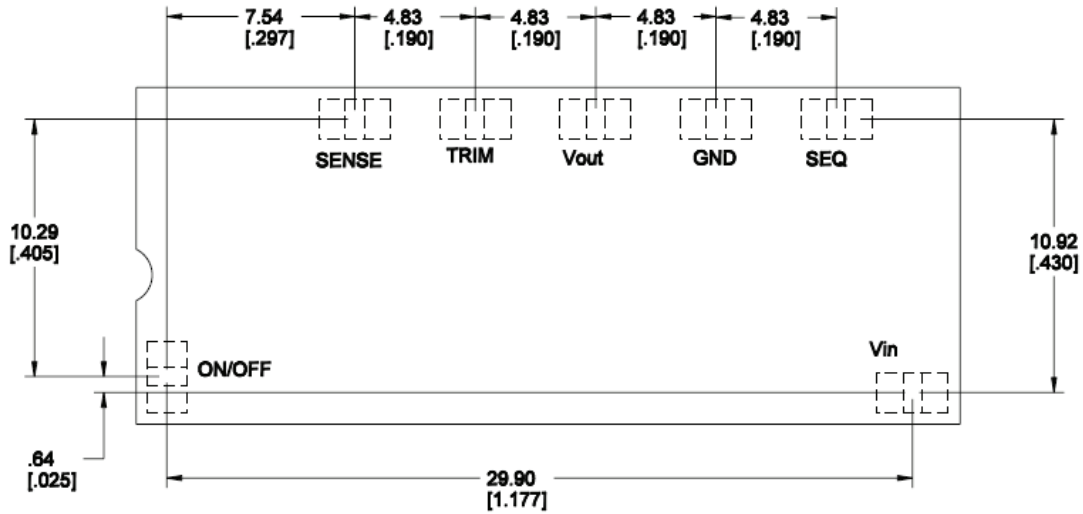 7.54
[.297]
4.83
[.190]
4.83
[.190]
4.83
[.190]
4.83
[.190]
SENSE
TRIM
Vout
GND
SEQ
10.29
[.405]
10.92
[.430]
ON/OFF
Vin
.64
[.025]
29.90
[1.177]